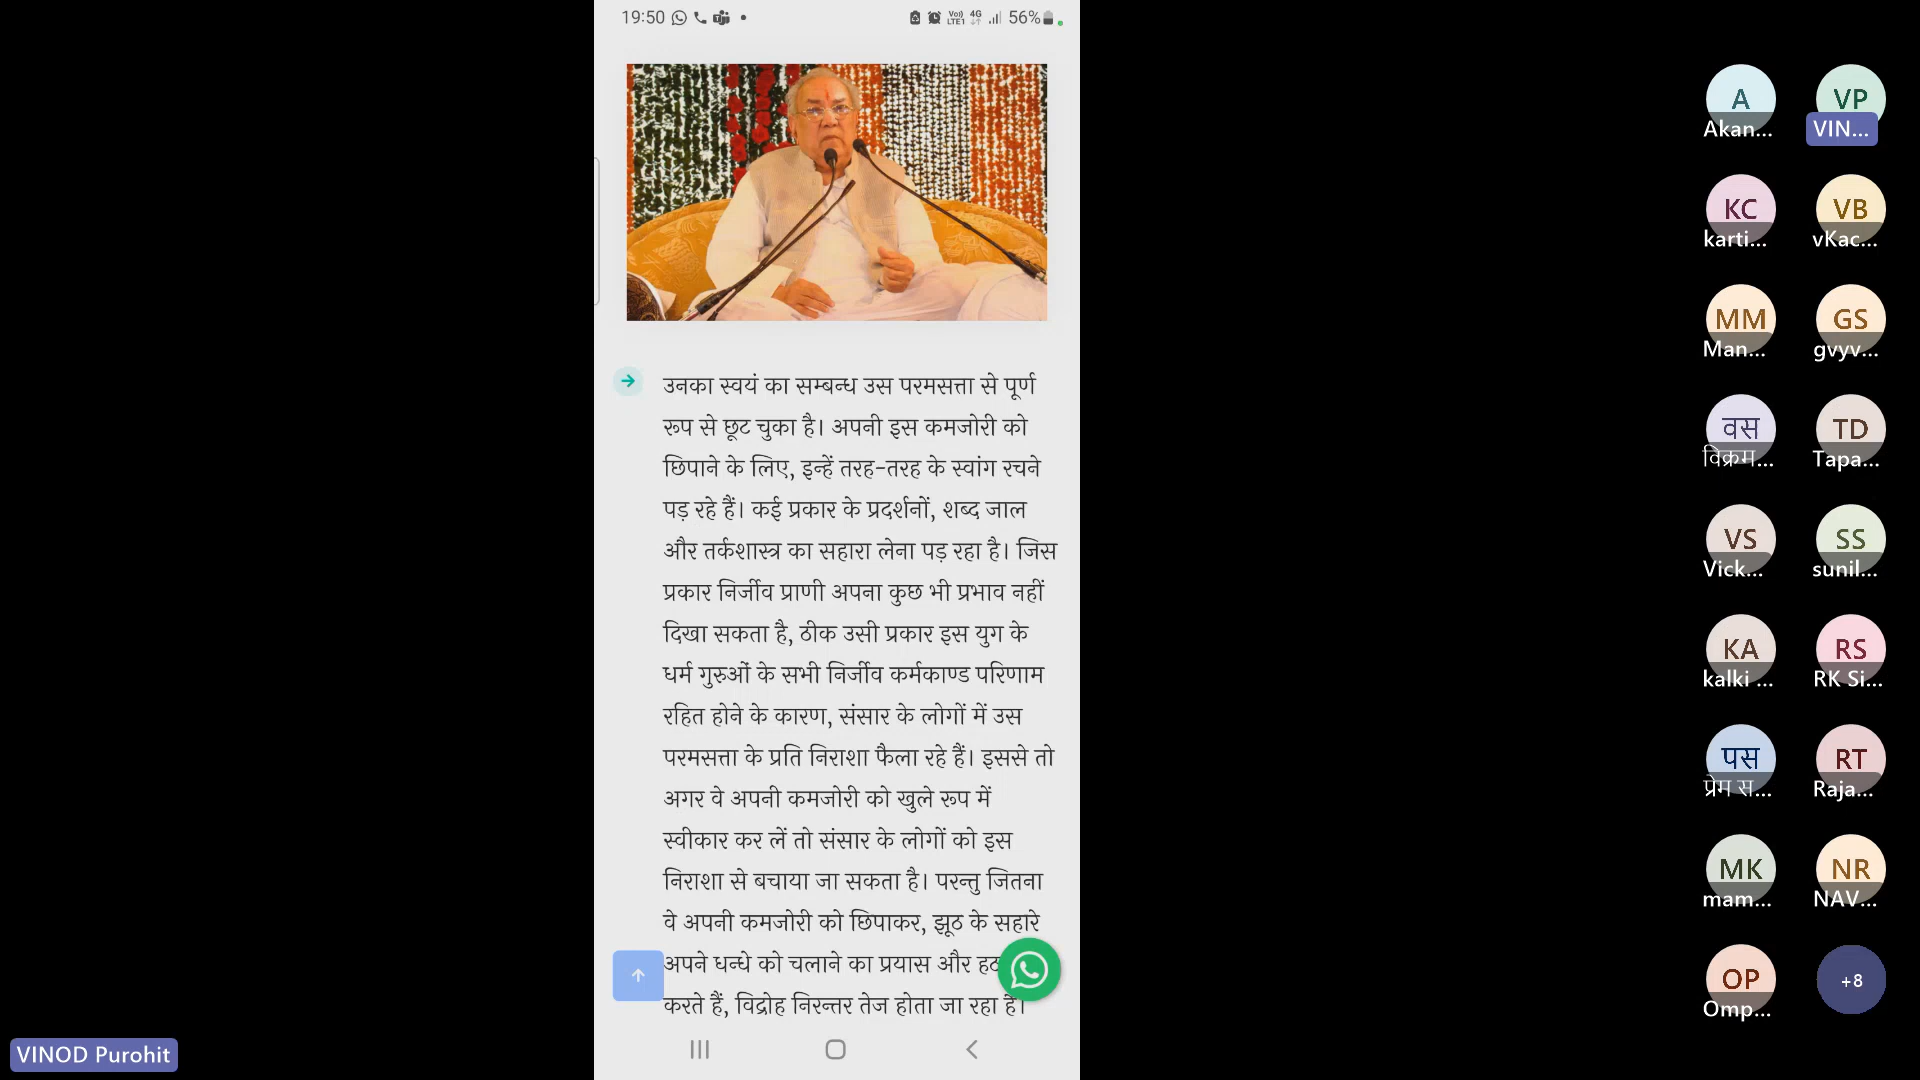 19:50
Vo)) LTE1 4G 56%
उनका स्वयं का सम्बन्ध उस परमसत्ता से पूर्ण
रूप से छूट चुका है। अपनी इस कमजोरी को
छिपाने के लिए, इन्हें तरह-तरह के स्वांग रचने
पड़ रहे हैं। कई प्रकार के प्रदर्शनों, शब्द जाल
और तर्कशास्त्र का सहारा लेना पड़ रहा है। जिस
प्रकार निर्जीव प्राणी अपना कुछ भी प्रभाव नहीं
दिखा सकता है, ठीक उसी प्रकार इस युग के
धर्म गुरुओं के सभी निर्जीव कर्मकाण्ड परिणाम
रहित होने के कारण, संसार के लोगों में उस
परमसत्ता के प्रति निराशा फैला रहे हैं। इससे तो
अगर वे अपनी कमजोरी को खुले रूप में
स्वीकार कर लें तो संसार के लोगों को इस
निराशा से बचाया जा सकता है। परन्तु जितना
वे अपनी कमजोरी को छिपाकर, झूठ के सहारे
अपने धन्धे को चलाने का प्रयास और
करते हैं, विद्रोह निरन्तर तेज होता जा रहा है।
VINOD Purohit
A
Akan...
VP
VIN...
KC
karti...
VB
vKac...
MM
Man...
GS
gvyv...
वस
विक्रम...
TD
Tapa...
VS
Vick...
SS
sunil...
KA
kalki ...
RS
RK Si...
पस
प्रेम स...
RT
Raja...
MK
mam...
NR
NAV...
OP
Omp...
+8